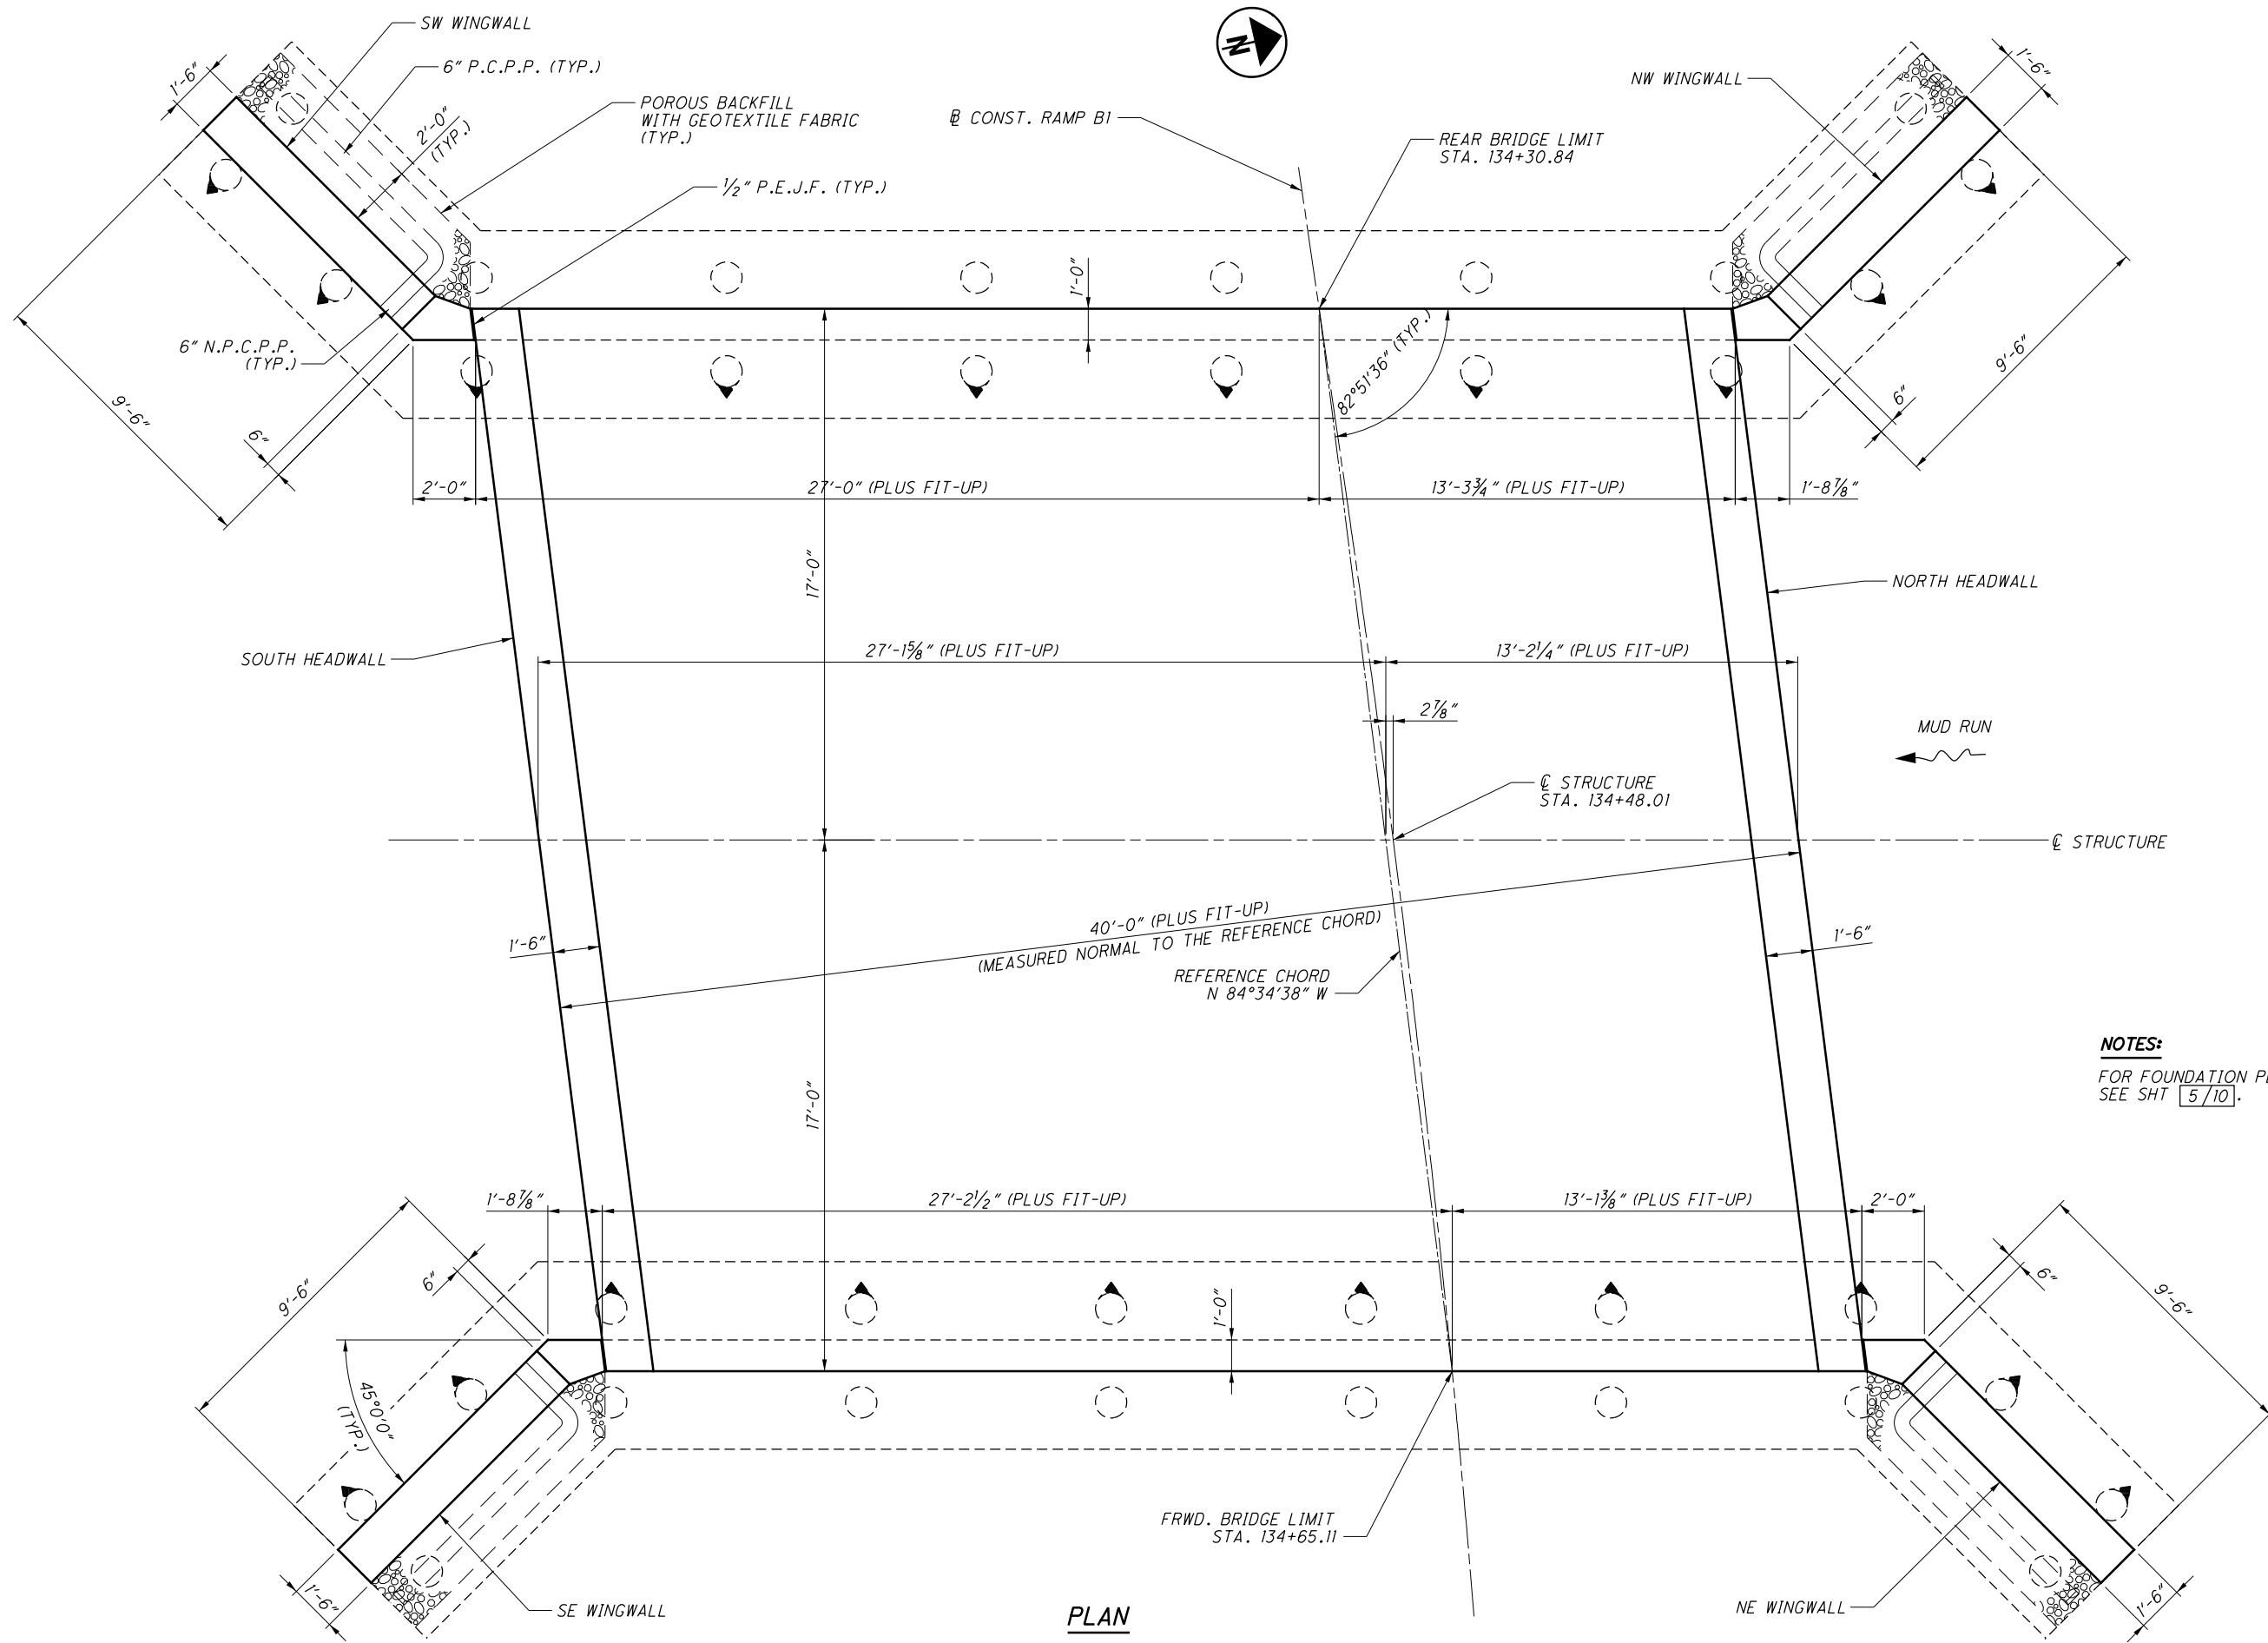 SW WINGWALL
6" P.C.P.P. (TYP.)
POROUS BACKFILL
WITH GEOTEXTILE FABRIC
(TYP.)
½" P.E.J.F. (TYP.)
1'-6"
2'-0"
(TYP.)
N
℄ CONST. RAMP B1
REAR BRIDGE LIMIT
STA. 134+30.84
NW WINGWALL
1'-6"
6" N.P.C.P.P.
(TYP.)
9'-6"
6"
1'-0"
82°51'36" (TYP.)
9'-6"
6"
2'-0"
27'-0" (PLUS FIT-UP)
13'-3¾" (PLUS FIT-UP)
1'-8⅞"
17'-0"
NORTH HEADWALL
SOUTH HEADWALL
27'-1⅝" (PLUS FIT-UP)
13'-2¼" (PLUS FIT-UP)
2⅞"
MUD RUN
℄ STRUCTURE
STA. 134+48.01
℄ STRUCTURE
40'-0" (PLUS FIT-UP)
(MEASURED NORMAL TO THE REFERENCE CHORD)
1'-6"
1'-6"
REFERENCE CHORD
N 84°34'38" W
NOTES:
FOR FOUNDATION
SEE SHT 5/10.
17'-0"
1'-8⅞"
27'-2½" (PLUS FIT-UP)
13'-1⅜" (PLUS FIT-UP)
2'-0"
9'-6"
6"
1'-0"
6"
9'-6"
45°0'0"
(TYP.)
FRWD. BRIDGE LIMIT
STA. 134+65.11
1'-6"
SE WINGWALL
PLAN
NE WINGWALL
1'-6"